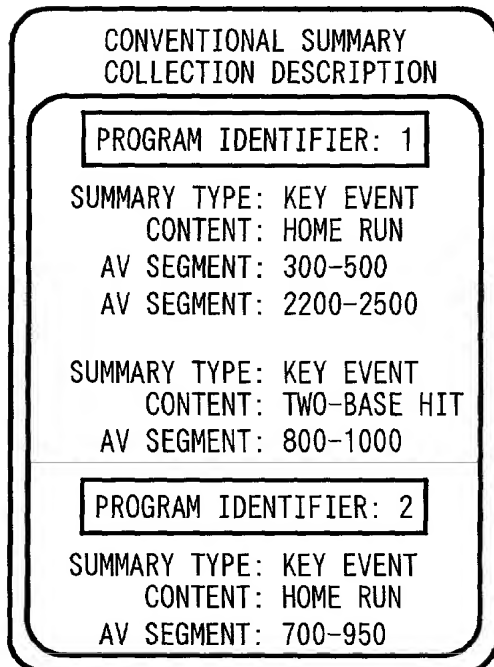 CONVENTIONAL SUMMARY
COLLECTION DESCRIPTION
PROGRAM IDENTIFIER: 1
SUMMARY TYPE: KEY EVENT
CONTENT: HOME RUN
AV SEGMENT: 300-500
AV SEGMENT: 2200-2500
SUMMARY TYPE: KEY EVENT
CONTENT: TWO-BASE HIT
AV SEGMENT: 800-1000
PROGRAM IDENTIFIER: 2
SUMMARY TYPE: KEY EVENT
CONTENT: HOME RUN
AV SEGMENT: 700-950